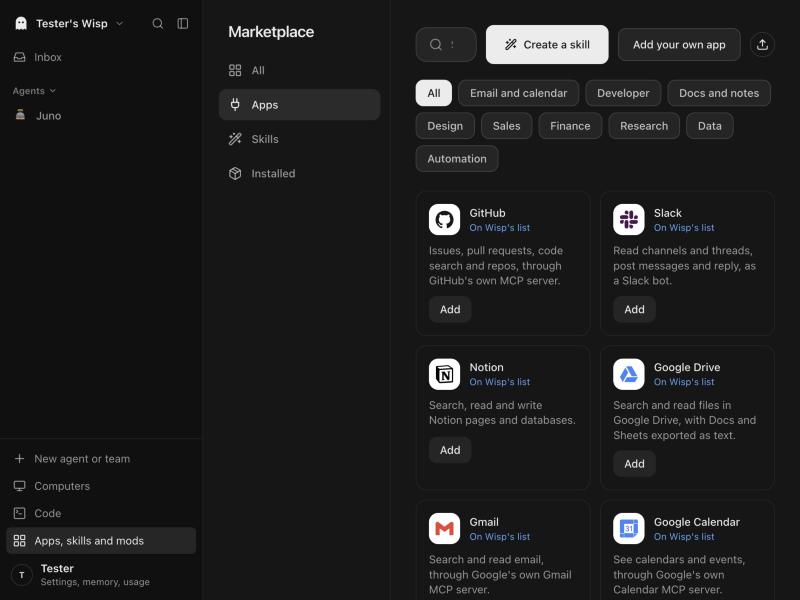 Tester's Wisp
Inbox
Agents
Juno
New agent or team
Computers
Code
Apps, skills and mods
T
Tester
Settings, memory, usage
Marketplace
All
Apps
Skills
Installed
Create a skill
Add your own app
All
Email and calendar
Developer
Docs and notes
Design
Sales
Finance
Research
Data
Automation
GitHub
On Wisp's list
Issues, pull requests, code
search and repos, through
GitHub's own MCP server.
Add
Slack
On Wisp's list
Read channels and threads,
post messages and reply, as
a Slack bot.
Add
Notion
On Wisp's list
Search, read and write
Notion pages and databases.
Add
Google Drive
On Wisp's list
Search and read files in
Google Drive, with Docs and
Sheets exported as text.
Add
Gmail
On Wisp's list
Search and read email,
through Google's own Gmail
MCP server.
31
Google Calendar
On Wisp's list
See calendars and events,
through Google's own
Calendar MCP server.